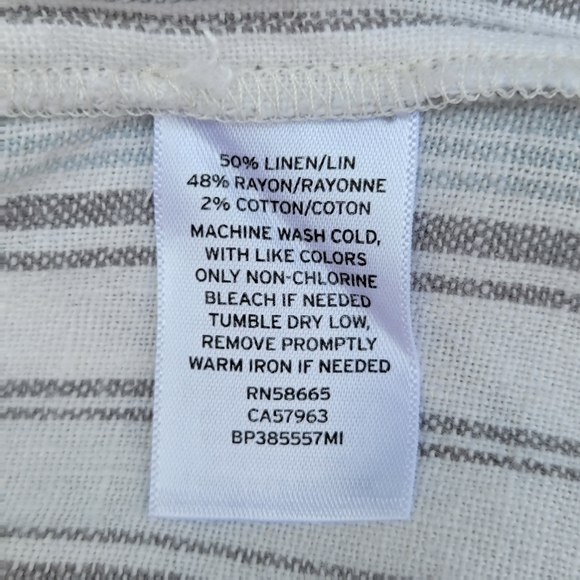 50% LINEN/LIN
48% RAYON/RAYONNE
2% COTTON/COTON
MACHINE WASH COLD,
WITH LIKE COLORS
ONLY NON-CHLORINE
BLEACH IF NEEDED
TUMBLE DRY LOW,
REMOVE PROMPTLY
WARM IRON IF NEEDED
RN58665
CA57963
BP385557MI